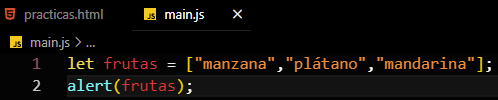 practicas.html main.js ×
main.js > ...
1 let frutas = ["manzana","plátano","mandarina"];
2 alert(frutas);